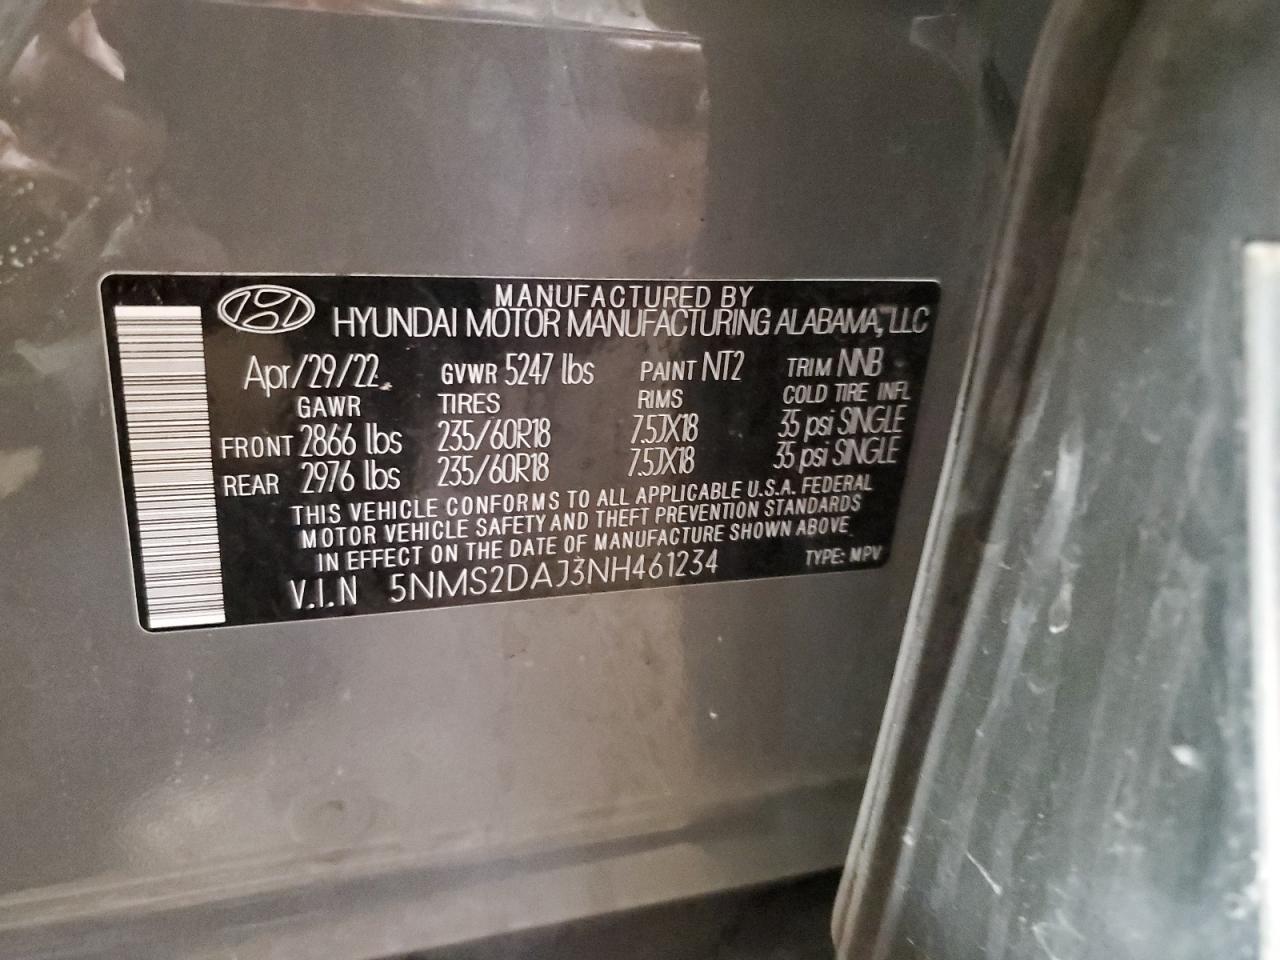 MANUFACTURED BY
HYUNDAI MOTOR MANUFACTURING ALABAMA, LLC
Apr/29/22 GVWR 5247 lbs PAINT NT2 TRIM NNB
GAWR TIRES RIMS COLD TIRE INFL
FRONT 2866 lbs 235/60R18 7.5JX18 35 psi SINGLE
REAR 2976 lbs 235/60R18 7.5JX18 35 psi SINGLE
THIS VEHICLE CONFORMS TO ALL APPLICABLE U.S.A. FEDERAL
MOTOR VEHICLE SAFETY AND THEFT PREVENTION STANDARDS
IN EFFECT ON THE DATE OF MANUFACTURE SHOWN ABOVE
V.I.N 5NMS2DAJ3NH461234 TYPE: MPV